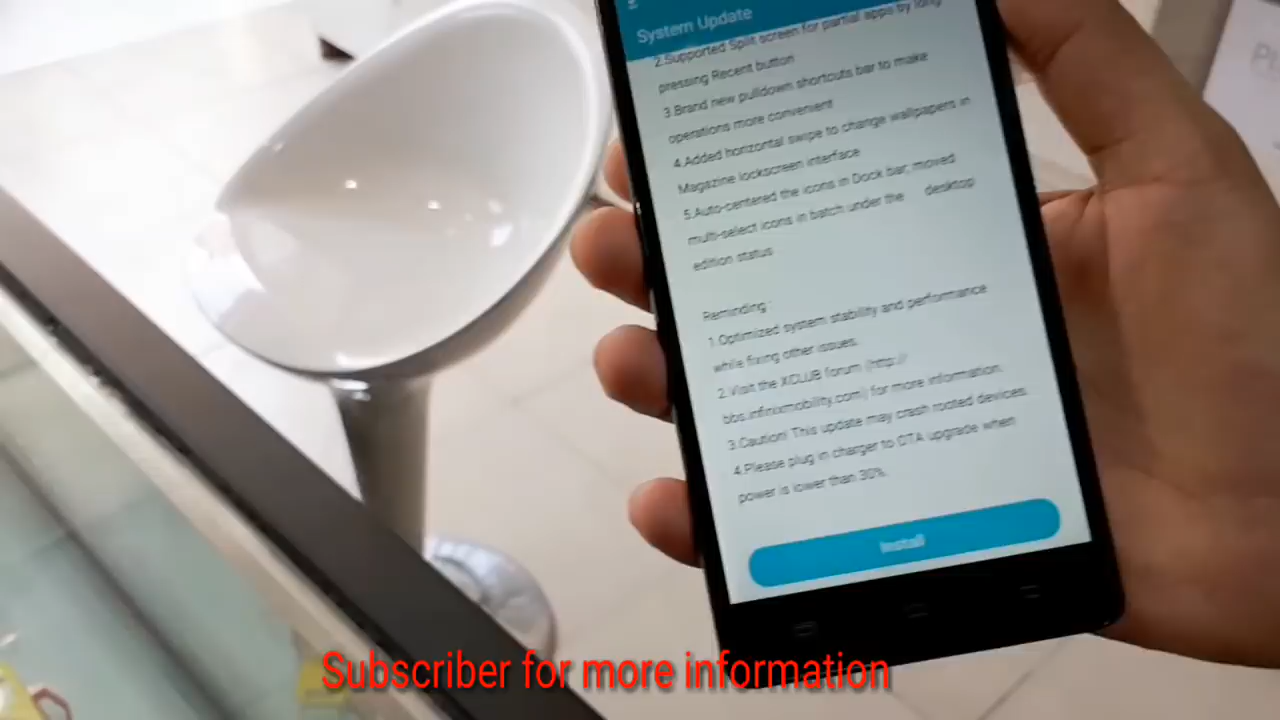 System Update
2.Supported Split screen for partial apps by long
pressing Recent button
3.Brand new pulldown shortcuts bar to make
operations more convenient
4.Added horizontal swipe to change wallpapers in
Magazine lockscreen interface
5.Auto-centered the icons in Dock bar, moved
multi-select icons in batch under the desktop
edition status
Reminding :
1.Optimized system stability and performance
while fixing other issues.
2.Visit the XCLUB forum (http://
bbs.infinixmobility.com) for more information.
3.Caution! This update may crash rooted devices.
4.Please plug in charger to OTA upgrade when
power is lower than 30%.
Install
Subscriber for more information